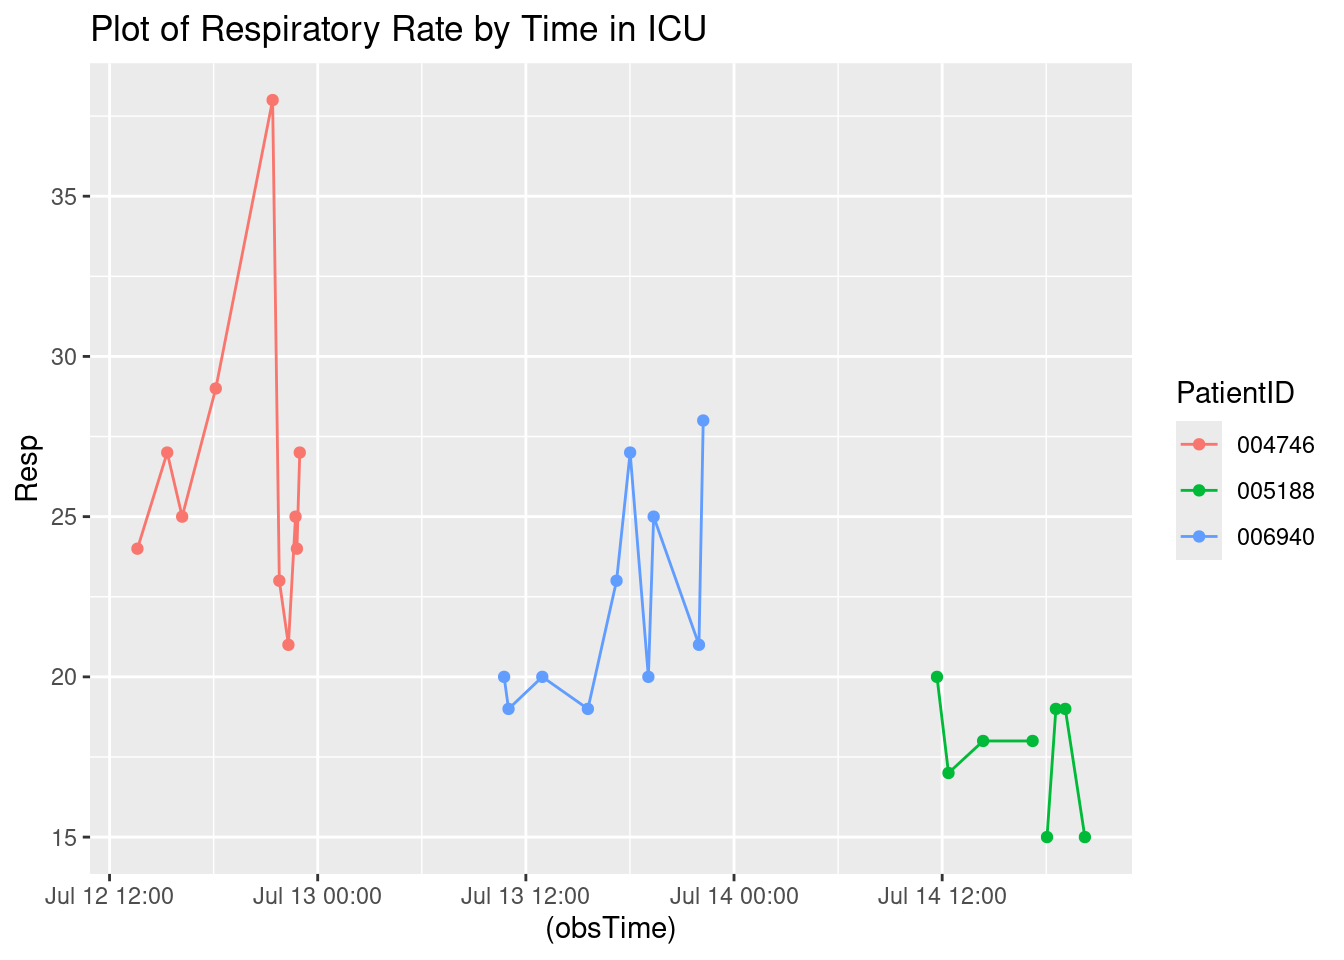 Plot of Respiratory Rate by Time in ICU
Resp
35
30
25
20
15
Jul 12 12:00
Jul 13 00:00
Jul 13 12:00
Jul 14 00:00
Jul 14 12:00
(obsTime)
PatientID
004746
005188
006940